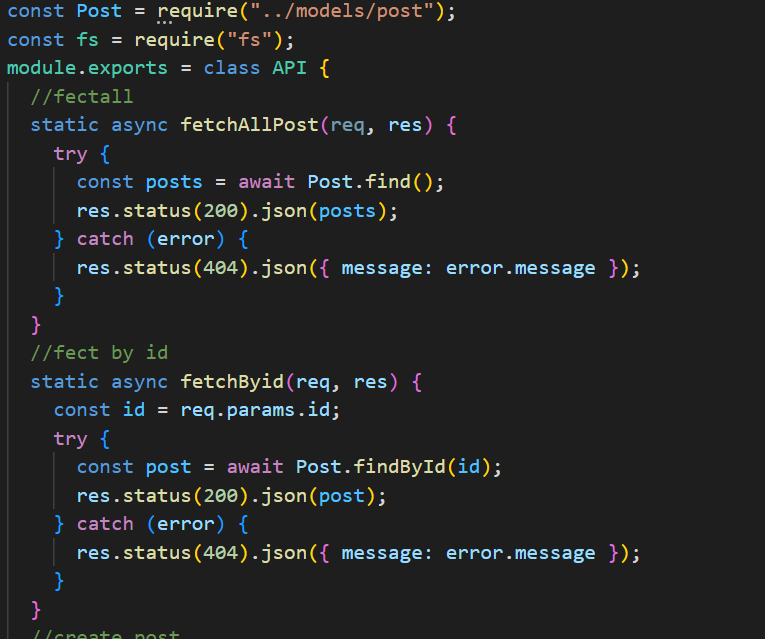 const Post = require("../models/post");
const fs = require("fs");
module.exports = class API {
//fectall
static async fetchAllPost(req, res) {
try {
const posts = await Post.find();
res.status(200).json(posts);
} catch (error) {
res.status(404).json({ message: error.message });
}
}
//fect by id
static async fetchByid(req, res) {
const id = req.params.id;
try {
const post = await Post.findById(id);
res.status(200).json(post);
} catch (error) {
res.status(404).json({ message: error.message });
}
}
//create post